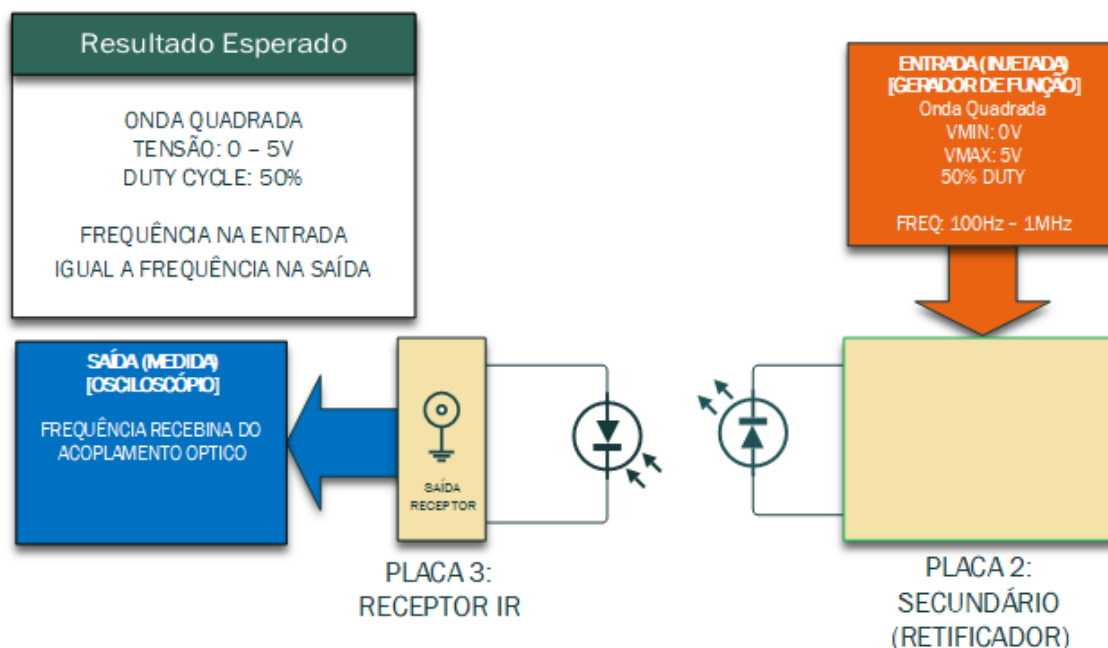 Resultado Esperado
ONDA QUADRADA
TENSÃO: 0 – 5V
DUTY CYCLE: 50%
FREQUÊNCIA NA ENTRADA
IGUAL A FREQUÊNCIA NA SAÍDA
ENTRADA (INJETADA)
[GERADOR DE FUNÇÃO]
Onda Quadrada
VMIN: 0V
VMAX: 5V
50% DUTY
FREQ: 100Hz – 1MHz
SAÍDA (MEDIDA)
[OSCILOSCÓPIO]
FREQUÊNCIA RECEBINA DO
ACOPLAMENTO OPTICO
SAÍDA
RECEPTOR
PLACA 3:
RECEPTOR IR
PLACA 2:
SECUNDÁRIO
(RETIFICADOR)